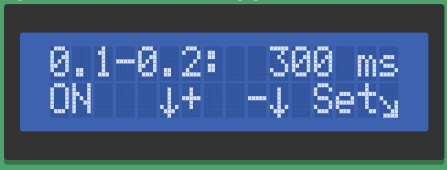 0.1-0.2:  300 ms
ON   ↓+  -↓ Set↘